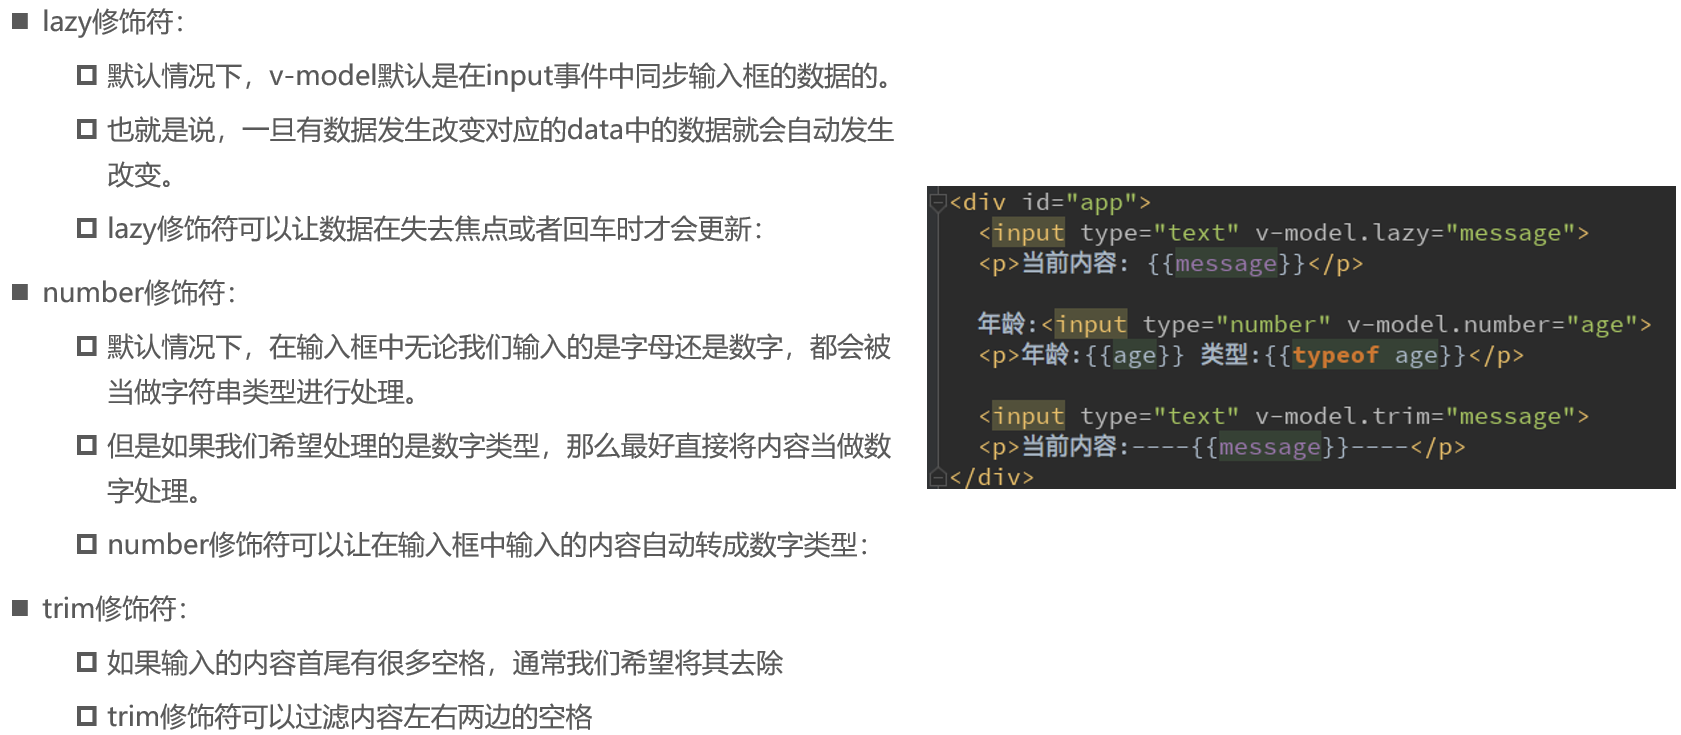 lazy修饰符：
默认情况下，v-model默认是在input事件中同步输入框的数据的。
也就是说，一旦有数据发生改变对应的data中的数据就会自动发生
改变。
lazy修饰符可以让数据在失去焦点或者回车时才会更新：
number修饰符：
默认情况下，在输入框中无论我们输入的是字母还是数字，都会被
当做字符串类型进行处理。
但是如果我们希望处理的是数字类型，那么最好直接将内容当做数
字处理。
number修饰符可以让在输入框中输入的内容自动转成数字类型：
trim修饰符：
如果输入的内容首尾有很多空格，通常我们希望将其去除
trim修饰符可以过滤内容左右两边的空格
<div id="app">
<input type="text" v-model.lazy="message">
<p>当前内容: {{message}}</p>
年龄:<input type="number" v-model.number="age">
<p>年龄:{{age}} 类型:{{typeof age}}</p>
<input type="text" v-model.trim="message">
<p>当前内容:----{{message}}----</p>
</div>